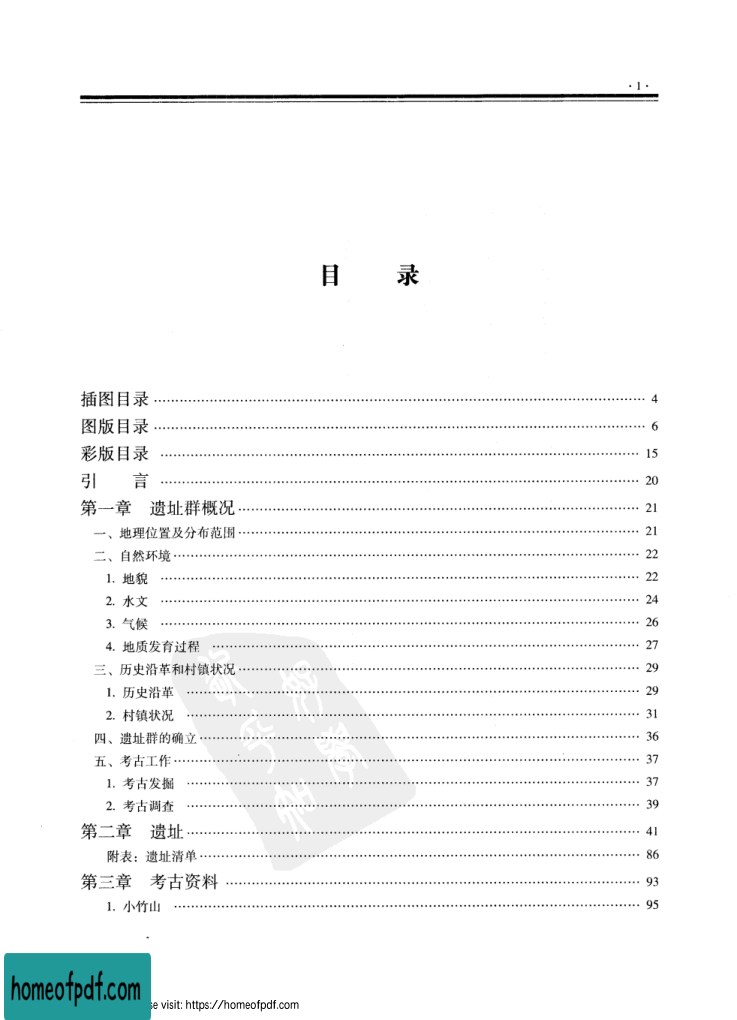 · 1 ·
目 录
插图目录 …… 4
图版目录 …… 6
彩版目录 …… 15
引 言 …… 20
第一章 遗址群概况 …… 21
一、地理位置及分布范围 …… 21
二、自然环境 …… 22
1. 地貌 …… 22
2. 水文 …… 24
3. 气候 …… 26
4. 地质发育过程 …… 27
三、历史沿革和村镇状况 …… 29
1. 历史沿革 …… 29
2. 村镇状况 …… 31
四、遗址群的确立 …… 36
五、考古工作 …… 37
1. 考古发掘 …… 37
2. 考古调查 …… 39
第二章 遗址 …… 41
附表：遗址清单 …… 86
第三章 考古资料 …… 93
1. 小竹山 …… 95
homeofpdf.com
se visit: https://homeofpdf.com